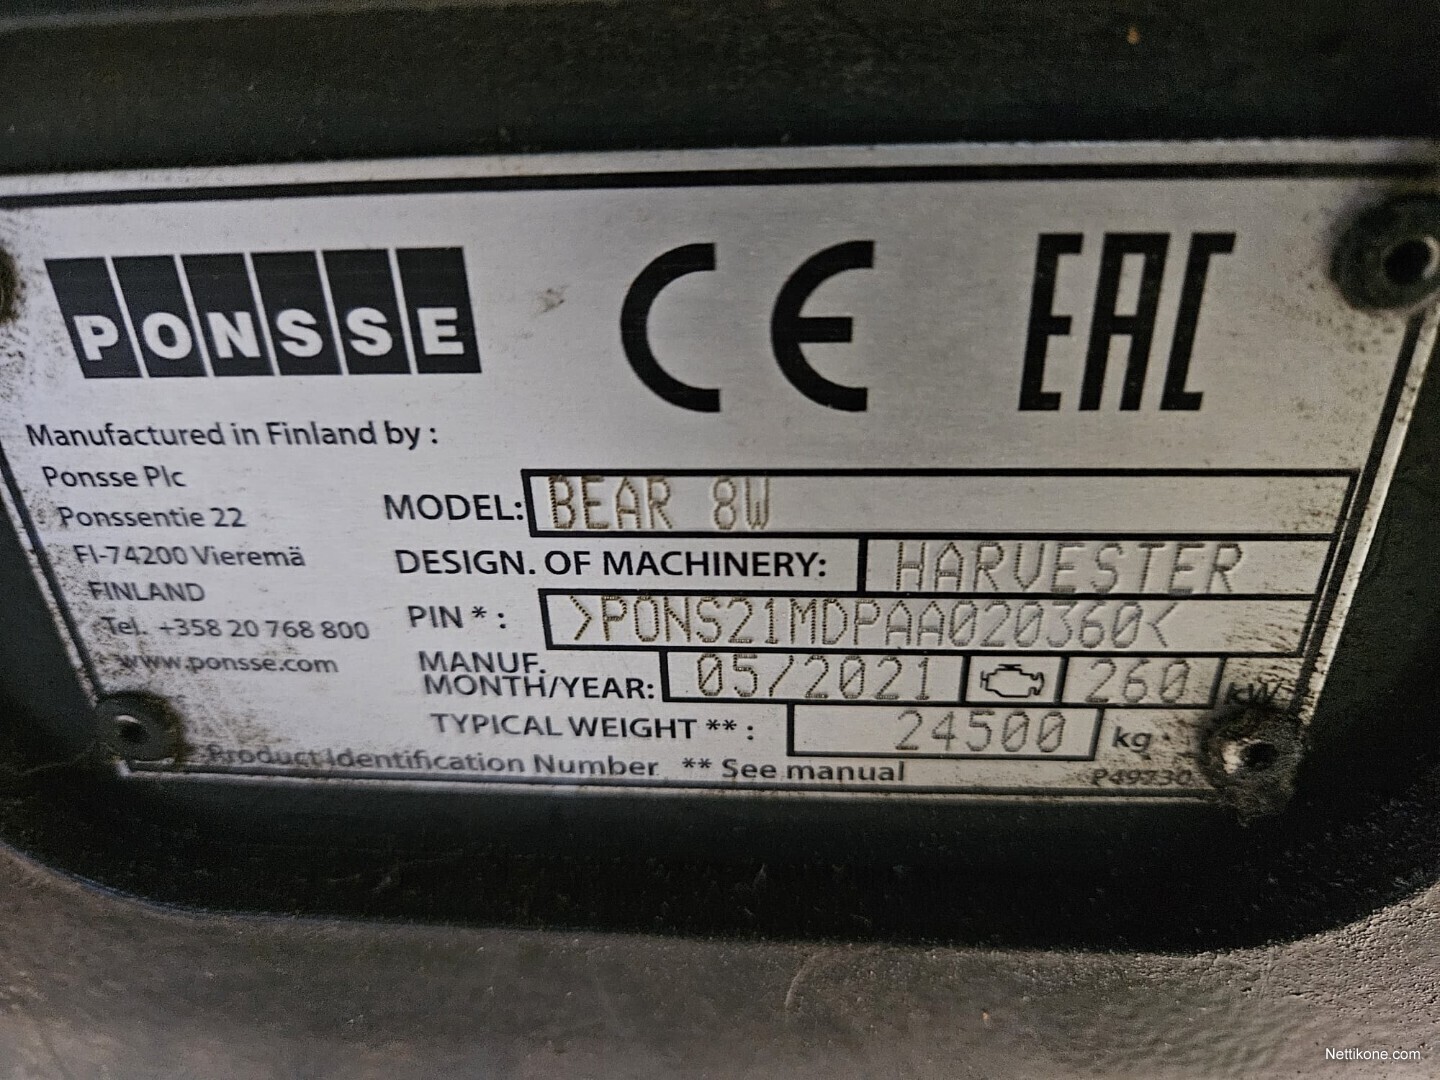 PONSSE CE EAC
Manufactured in Finland by :
Ponsse Plc
Ponssentie 22
FI-74200 Vieremä
FINLAND
Tel. +358 20 768 800
www.ponsse.com
MODEL: BEAR 8W
DESIGN. OF MACHINERY: HARVESTER
PIN * : >PONS21MDPAA020360<
MANUF.
MONTH/YEAR: 05/2021 260 kW
TYPICAL WEIGHT ** : 24500 kg
Product Identification Number ** See manual
P49730
Nettikone.com